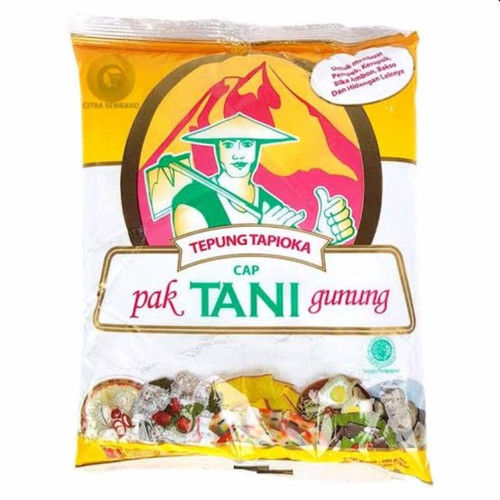 CITRA SEMBAKO
Untuk membuat
Pempek, Kerupuk,
Bika Ambon, Bakso
Dan Hidangan Lainnya
TEPUNG TAPIOKA
CAP
pak TANI gunung